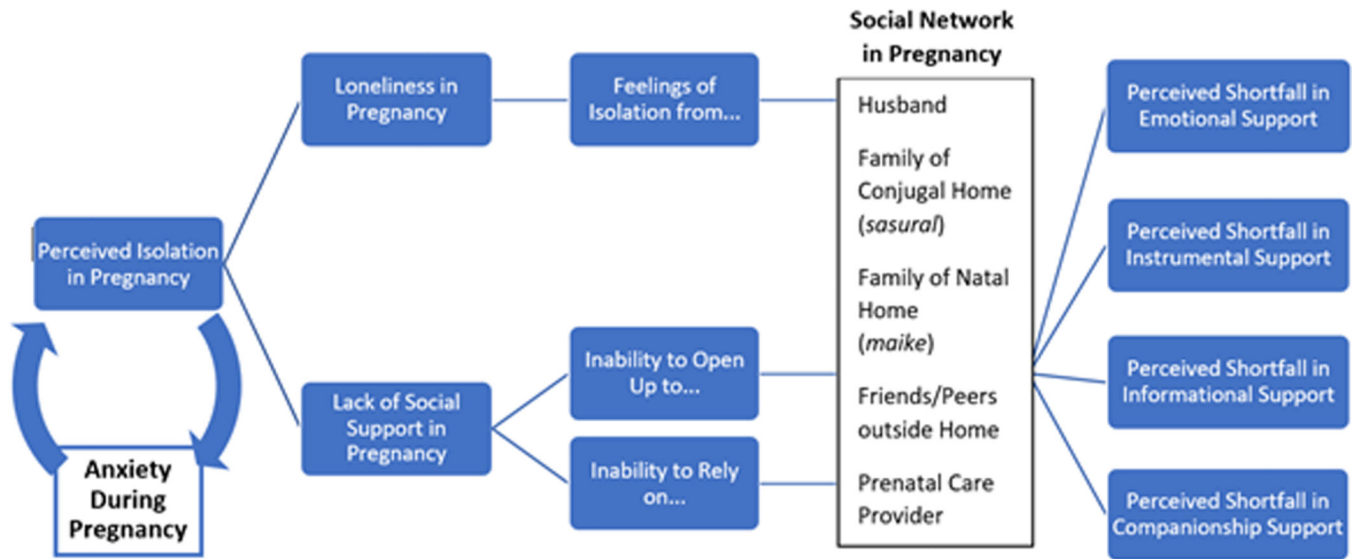 Perceived Isolation
in Pregnancy
Anxiety
During
Pregnancy
Loneliness in
Pregnancy
Lack of Social
Support in
Pregnancy
Feelings of
Isolation from...
Inability to Open
Up to...
Inability to Rely
on...
Social Network
in Pregnancy
Husband
Family of
Conjugal Home
(sasural)
Family of Natal
Home
(maike)
Friends/Peers
outside Home
Prenatal Care
Provider
Perceived Shortfall in
Emotional Support
Perceived Shortfall in
Instrumental Support
Perceived Shortfall in
Informational Support
Perceived Shortfall in
Companionship Support